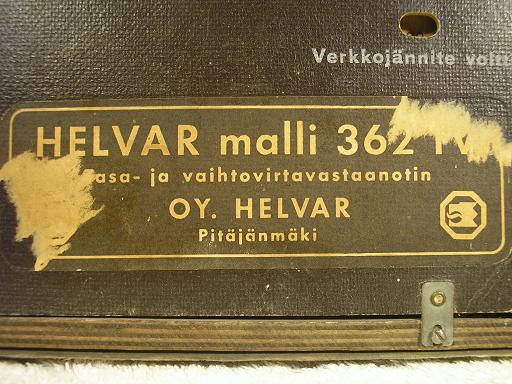 Verkkojännite
HELVAR malli 362
ja vaihtovirtavastaanotin
OY. HELVAR
Pitäjänmäki